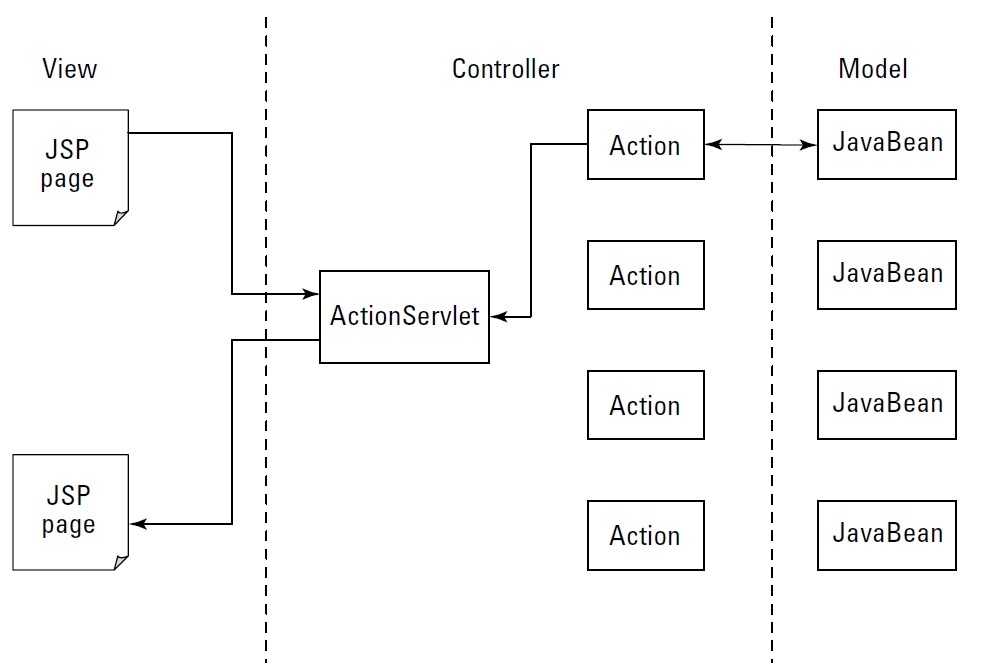 View
Controller
Model
JSP
page
Action
JavaBean
Action
JavaBean
ActionServlet
Action
JavaBean
JSP
page
Action
JavaBean